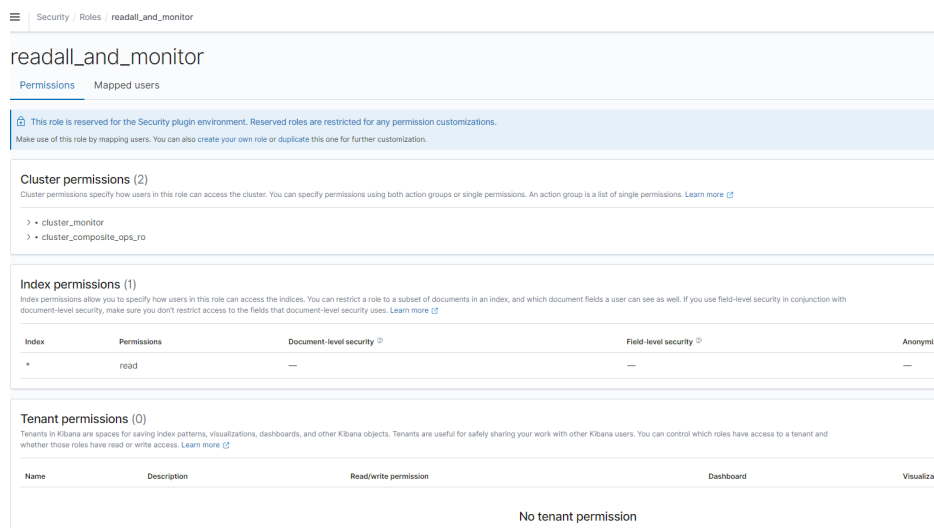 Security / Roles / readall_and_monitor
readall_and_monitor
Permissions Mapped users
This role is reserved for the Security plugin environment. Reserved roles are restricted for any permission customizations.
Make use of this role by mapping users. You can also create your own role or duplicate this one for further customization.
Cluster permissions (2)
Cluster permissions specify how users in this role can access the cluster. You can specify permissions using both action groups or single permissions. An action group is a list of single permissions. Learn more
• cluster_monitor
• cluster_composite_ops_ro
Index permissions (1)
Index permissions allow you to specify how users in this role can access the indices. You can restrict a role to a subset of documents in an index, and which document fields a user can see as well. If you use field-level security in conjunction with
document-level security, make sure you don't restrict access to the fields that document-level security uses. Learn more
Index Permissions Document-level security Field-level security Anonymi
* read — — —
Tenant permissions (0)
Tenants in Kibana are spaces for saving index patterns, visualizations, dashboards, and other Kibana objects. Tenants are useful for safely sharing your work with other Kibana users. You can control which roles have access to a tenant and
whether those roles have read or write access. Learn more
Name Description Read/write permission Dashboard Visualiza
No tenant permission